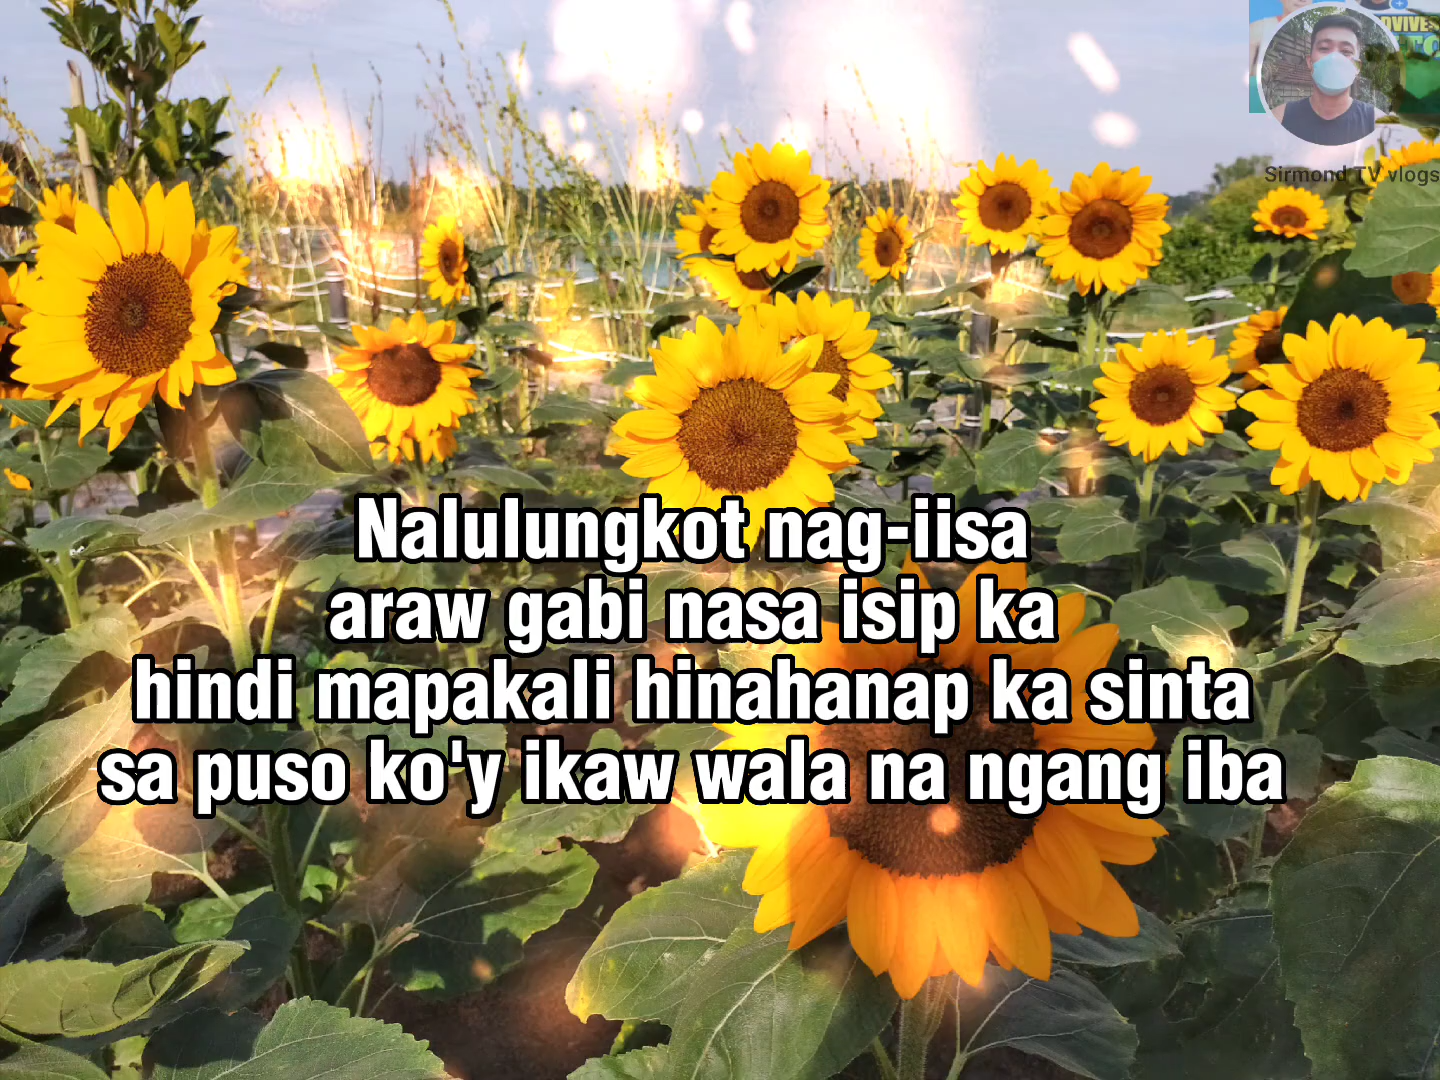 OVIVE
Sirmond TV vlogs
Nalulungkot nag-iisa
araw gabi nasa isip ka
hindi mapakali hinahanap ka sinta
sa puso ko'y ikaw wala na ngang iba